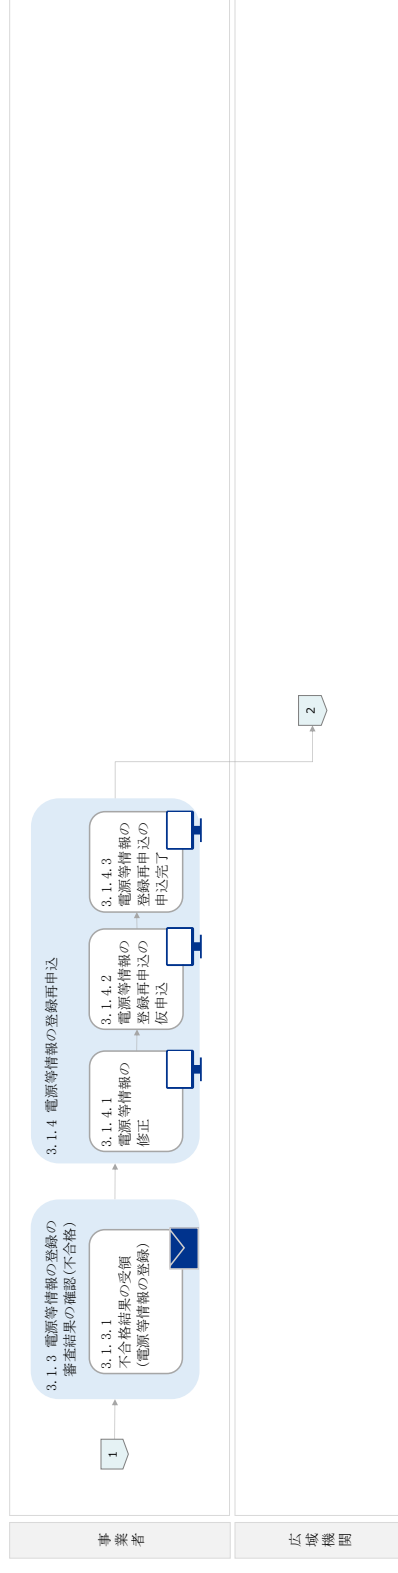 事業者
1
3.1.3 電源等情報の登録の
審査結果の確認(不合格)
3.1.3.1
不合格結果の受領
(電源等情報の登録)
3.1.4 電源等情報の登録再申込
3.1.4.1
電源等情報の
修正
3.1.4.2
電源等情報の
登録再申込の
仮申込
3.1.4.3
電源等情報の
登録再申込の
申込完了
広域機関
2